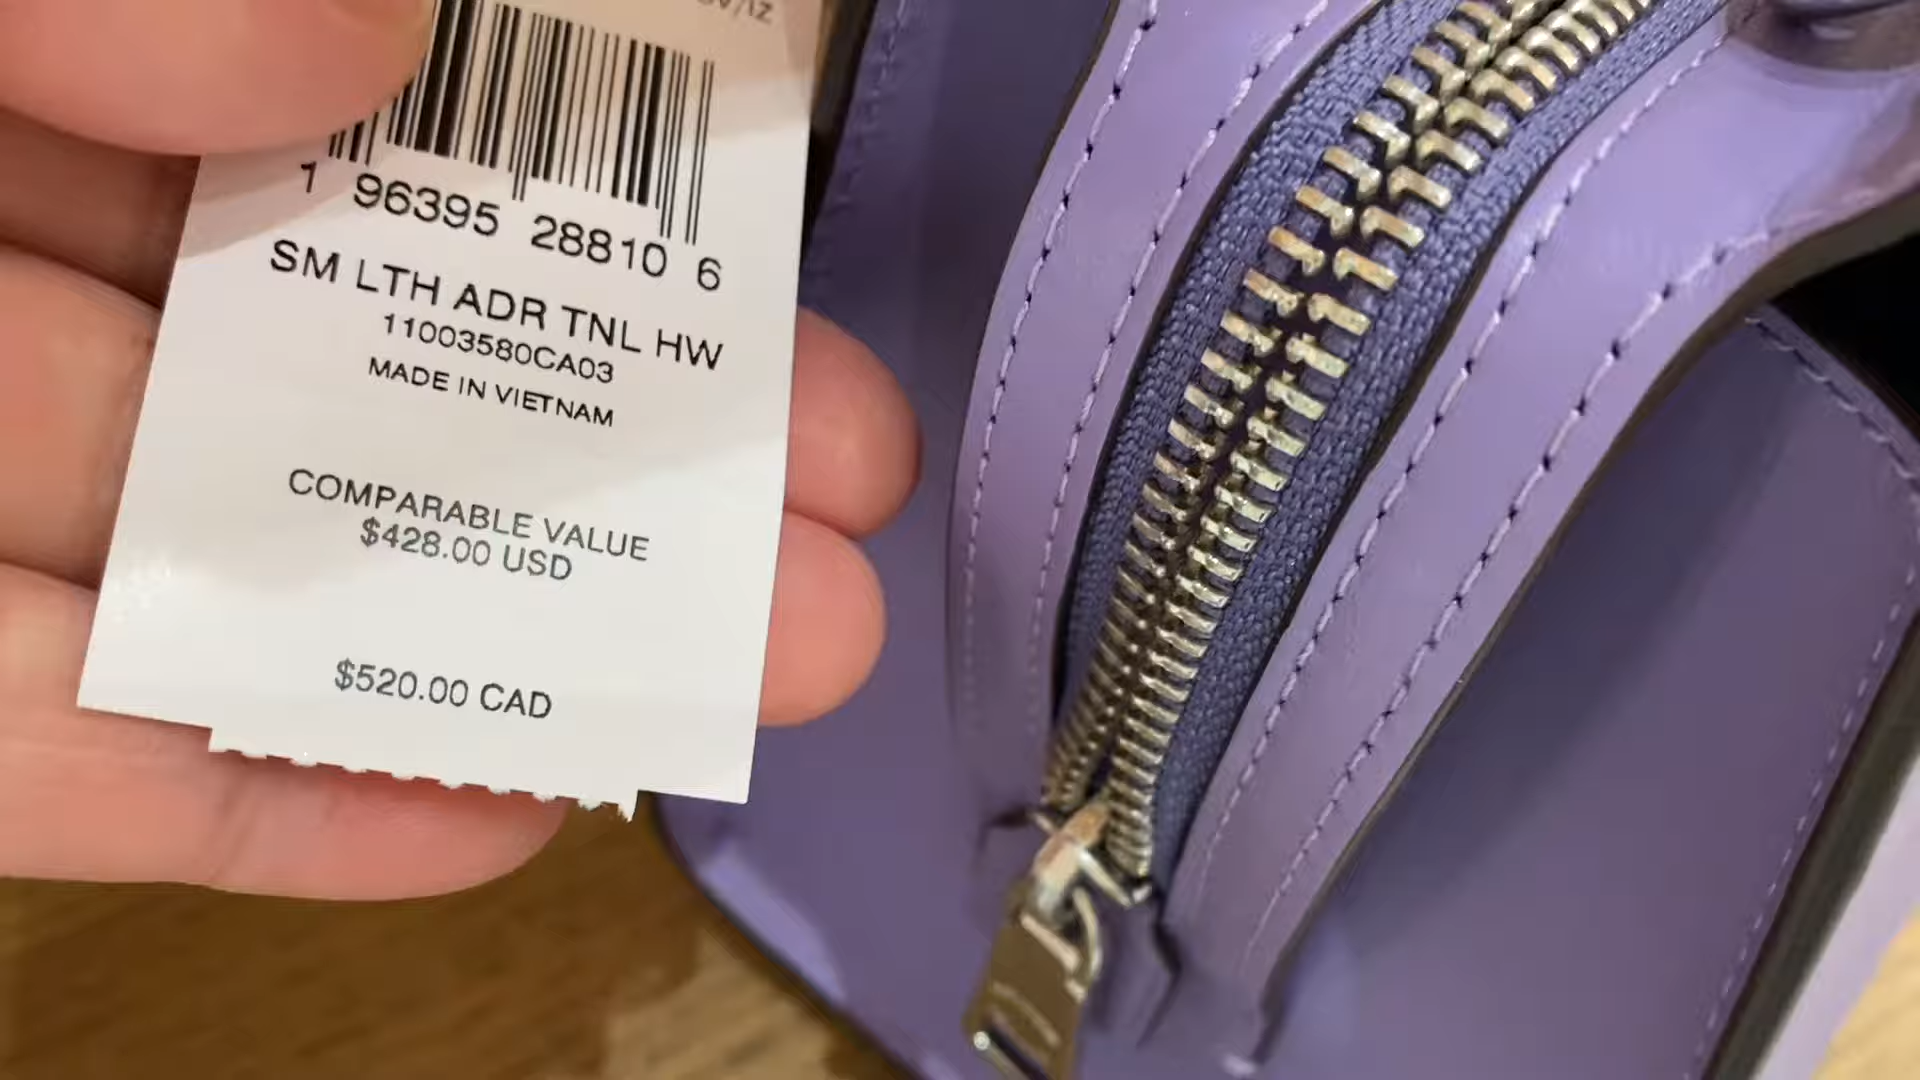 1 96395 28810 6
SM LTH ADR TNL HW
11003580CA03
MADE IN VIETNAM
COMPARABLE VALUE
$428.00 USD
$520.00 CAD